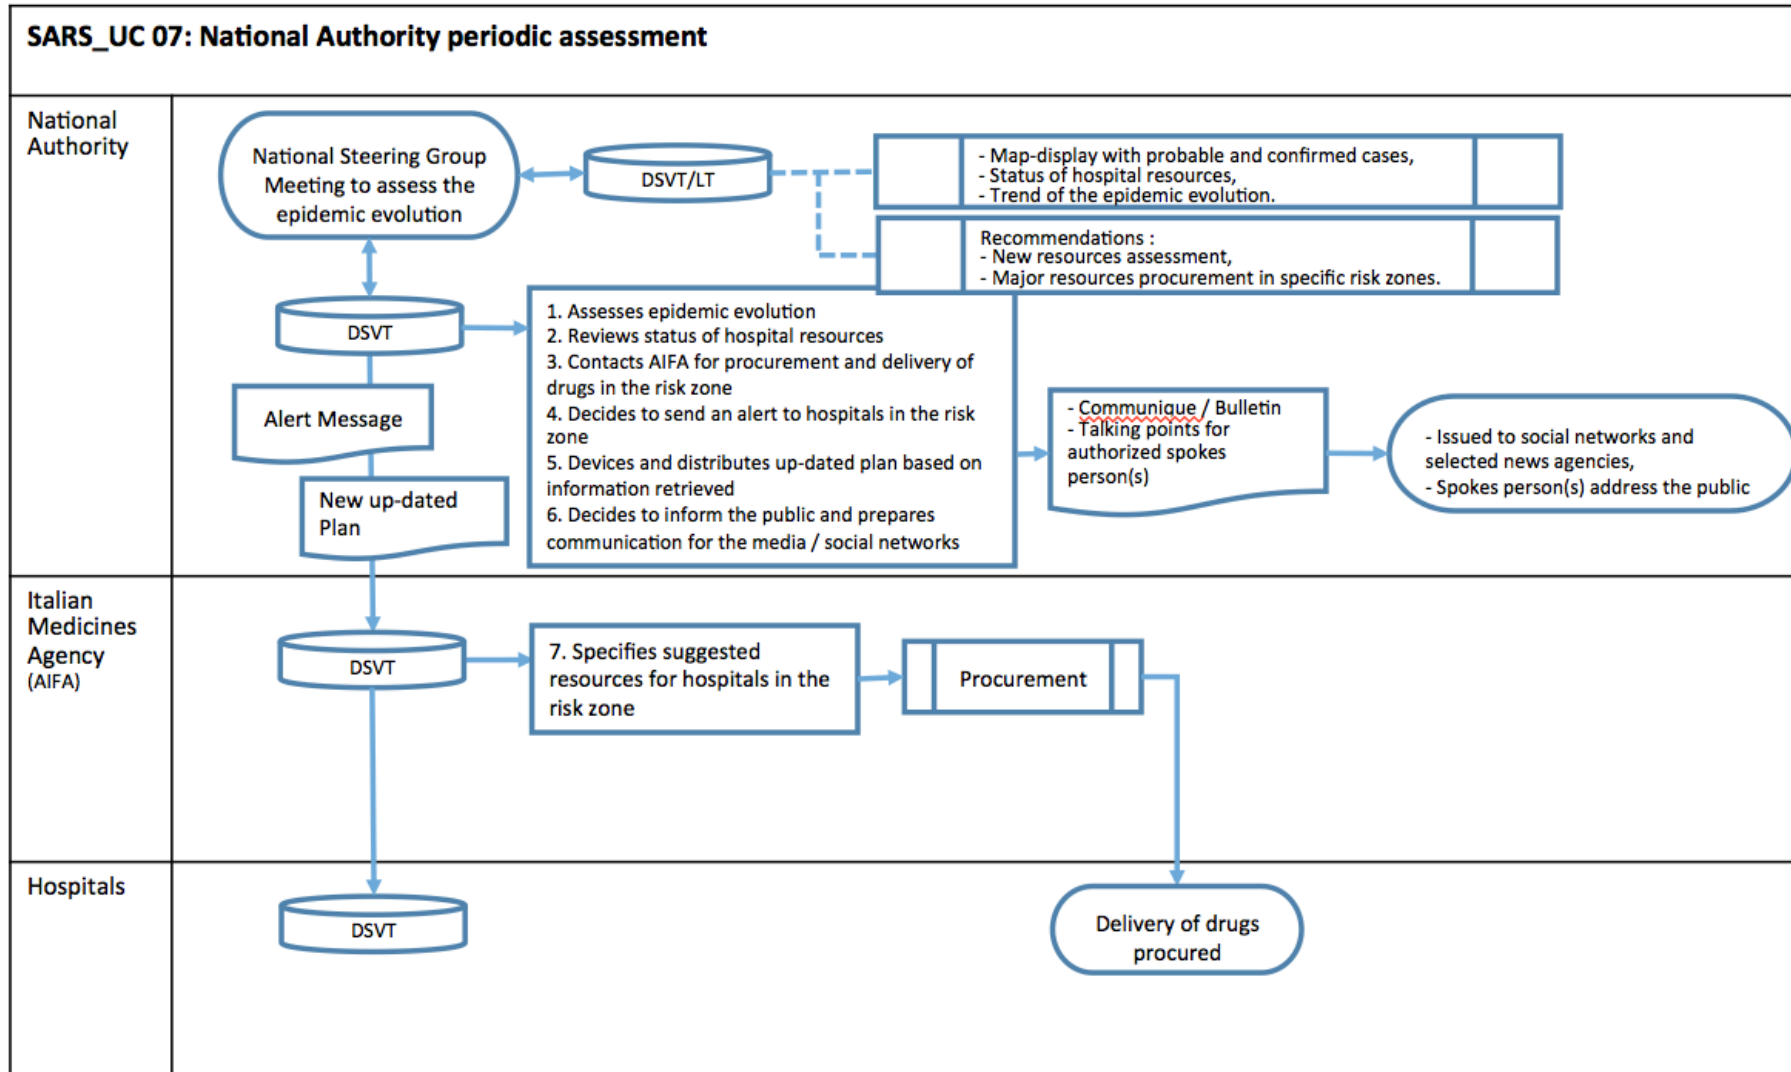 SARS_UC 07: National Authority periodic assessment
National
Authority
National Steering Group
Meeting to assess the
epidemic evolution
DSVT/LT
- Map-display with probable and confirmed cases,
- Status of hospital resources,
- Trend of the epidemic evolution.
Recommendations :
- New resources assessment,
- Major resources procurement in specific risk zones.
DSVT
1. Assesses epidemic evolution
2. Reviews status of hospital resources
3. Contacts AIFA for procurement and delivery of
drugs in the risk zone
4. Decides to send an alert to hospitals in the risk
zone
5. Devices and distributes up-dated plan based on
information retrieved
6. Decides to inform the public and prepares
communication for the media / social networks
Alert Message
New up-dated
Plan
- Communique / Bulletin
- Talking points for
authorized spokes
person(s)
- Issued to social networks and
selected news agencies,
- Spokes person(s) address the public
Italian
Medicines
Agency
(AIFA)
DSVT
7. Specifies suggested
resources for hospitals in the
risk zone
Procurement
Hospitals
DSVT
Delivery of drugs
procured